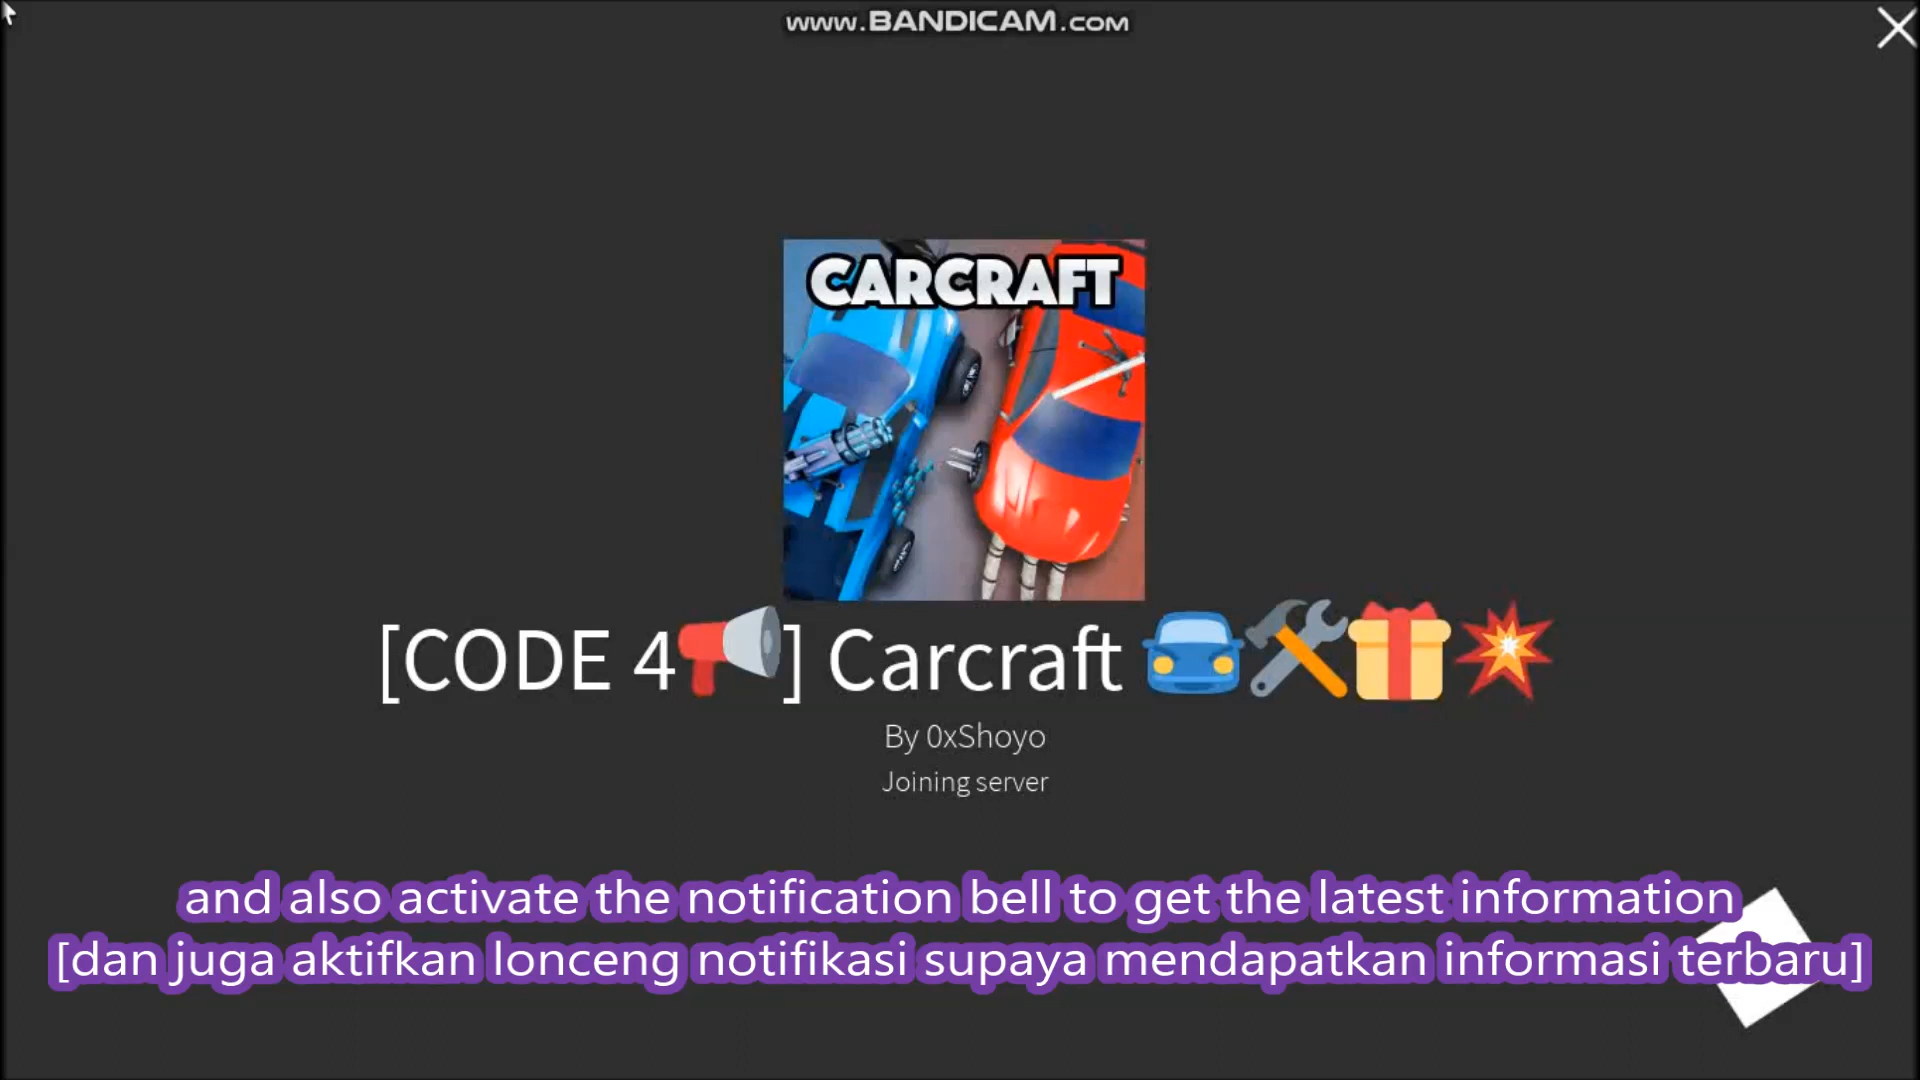 www.BANDICAM.com
CARCRAFT
[CODE 4📢] Carcraft 🚘🛠🎁💥
By 0xShoyo
Joining server
and also activate the notification bell to get the latest information
[dan juga aktifkan lonceng notifikasi supaya mendapatkan informasi terbaru]